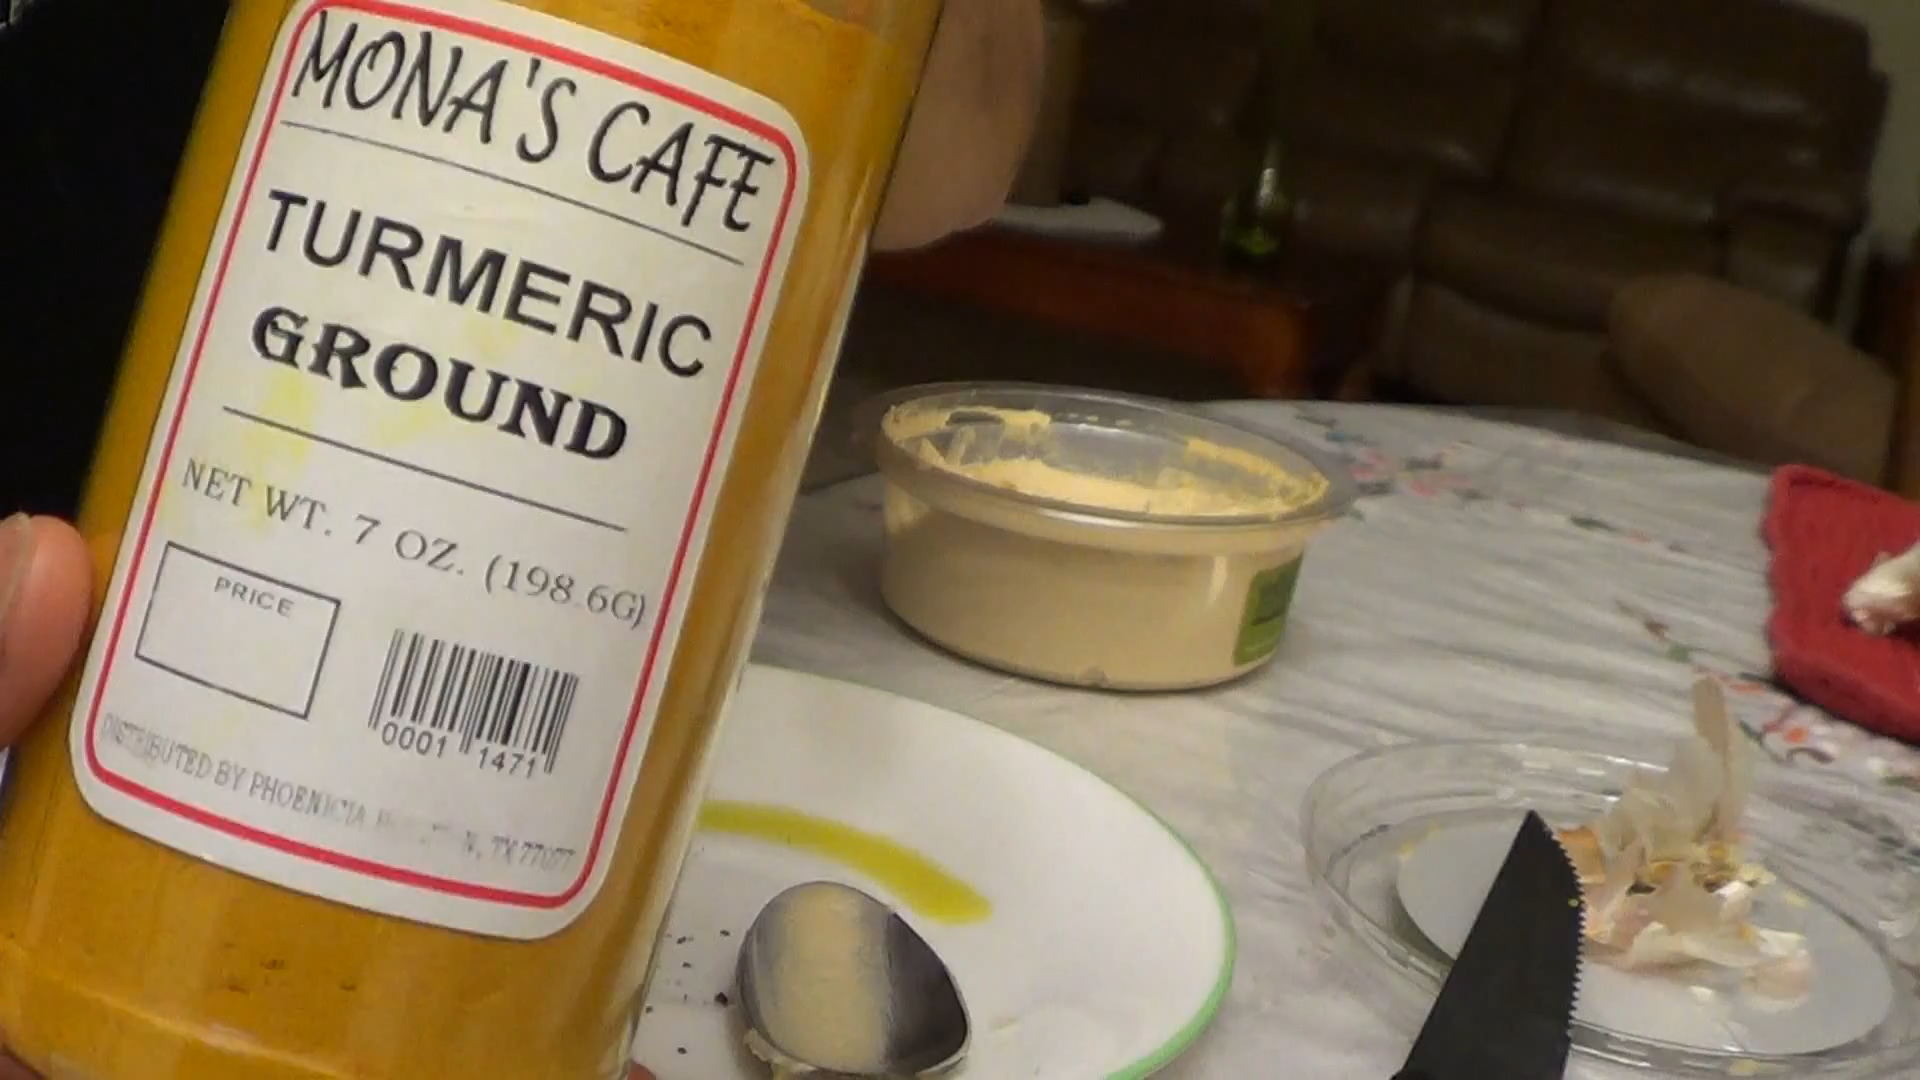 MONA'S CAFE
TURMERIC
GROUND
NET WT. 7 OZ. (198.6G)
PRICE
0001 1471
DISTRIBUTED BY PHOENICIA TX 77077